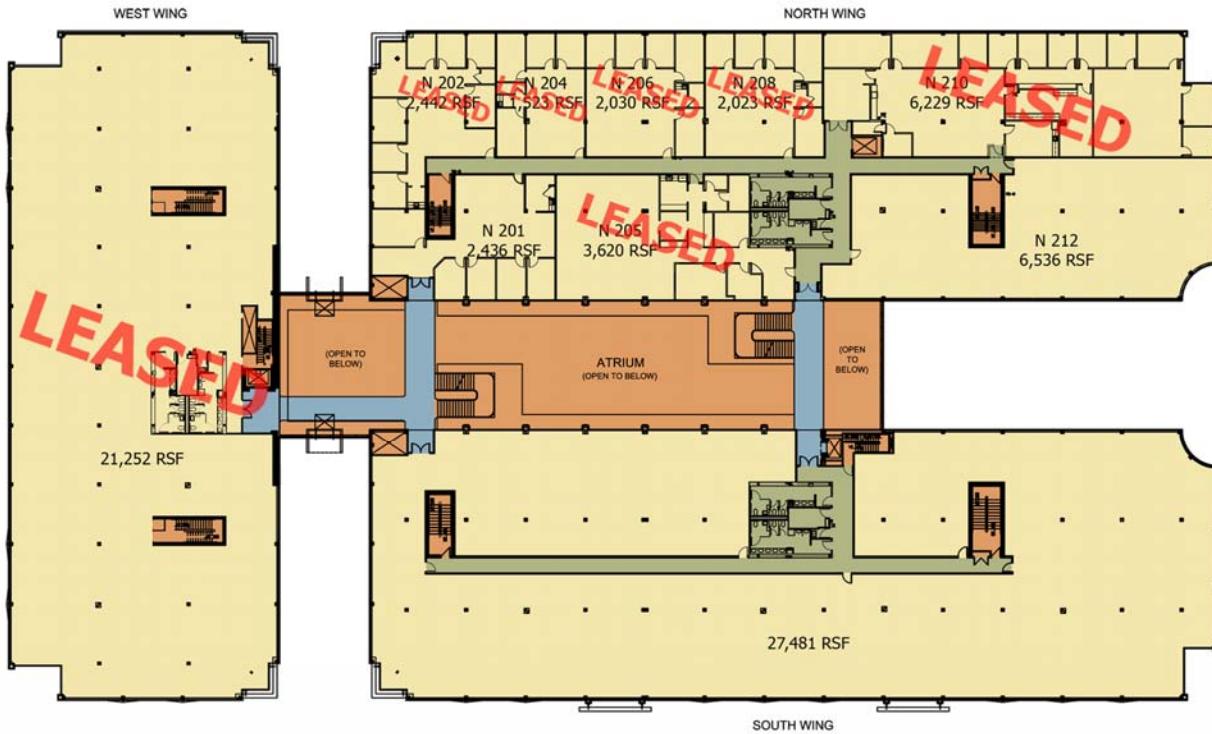 WEST WING
NORTH WING
N 202
2,442 RSF
LEASED
N 204
1,523 RSF
LEASED
N 206
2,030 RSF
LEASED
N 208
2,023 RSF
LEASED
N 210
6,229 RSF
LEASED
N 201
2,436 RSF
N 205
3,620 RSF
LEASED
N 212
6,536 RSF
LEASED
21,252 RSF
(OPEN TO
BELOW)
ATRIUM
(OPEN TO BELOW)
(OPEN
TO
BELOW)
27,481 RSF
SOUTH WING